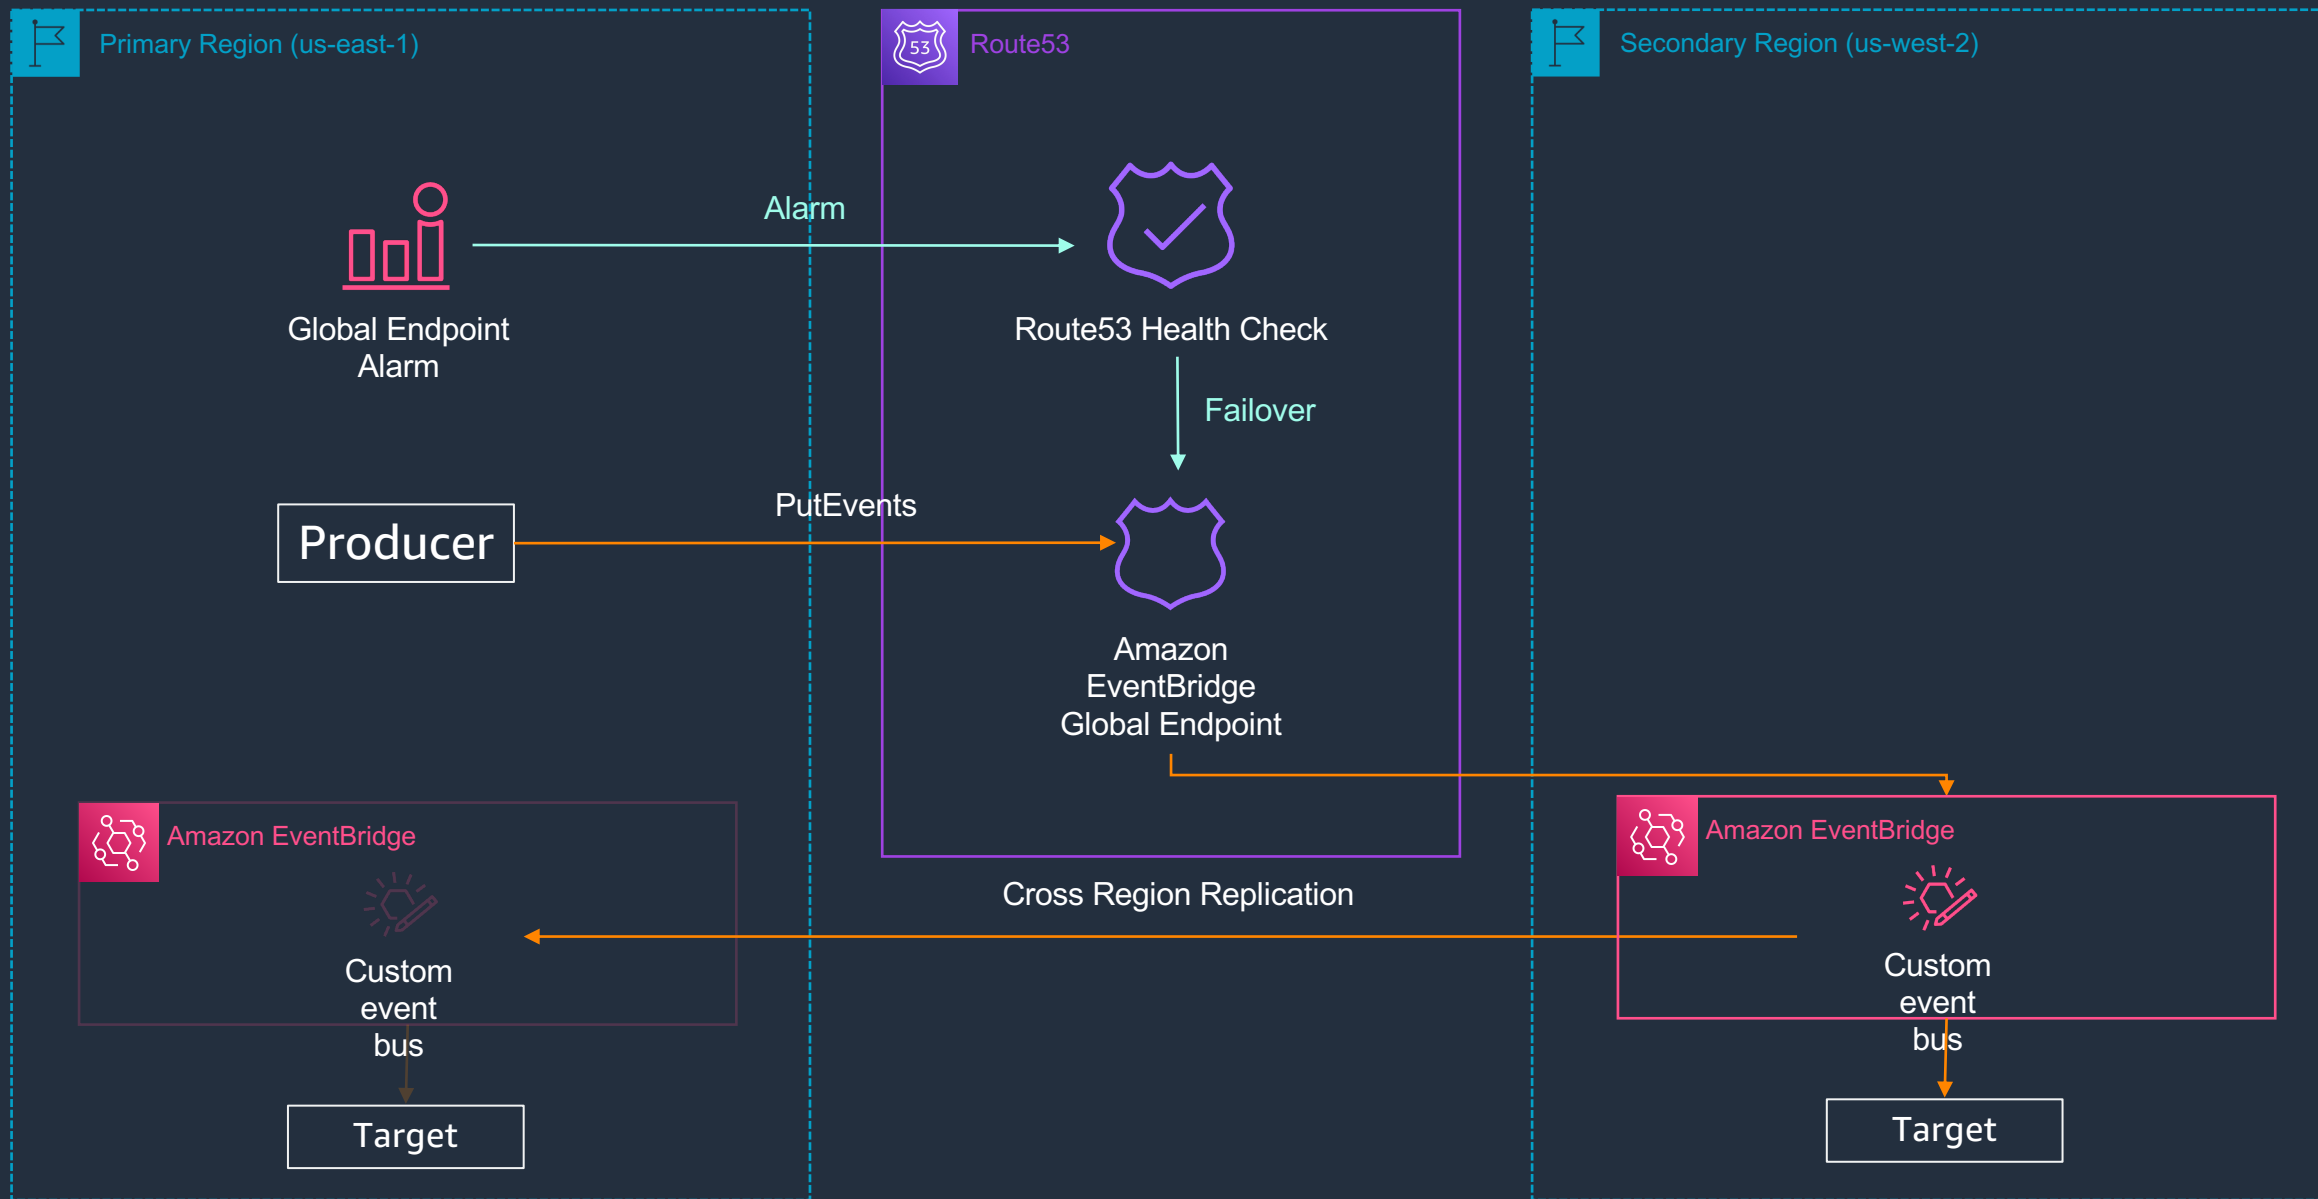 Primary Region (us-east-1)
53
Route53
Secondary Region (us-west-2)
Alarm
Global Endpoint
Alarm
Route53 Health Check
Failover
Producer
PutEvents
Amazon
EventBridge
Global Endpoint
Amazon EventBridge
Custom
event
bus
Target
Cross Region Replication
Amazon EventBridge
Custom
event
bus
Target